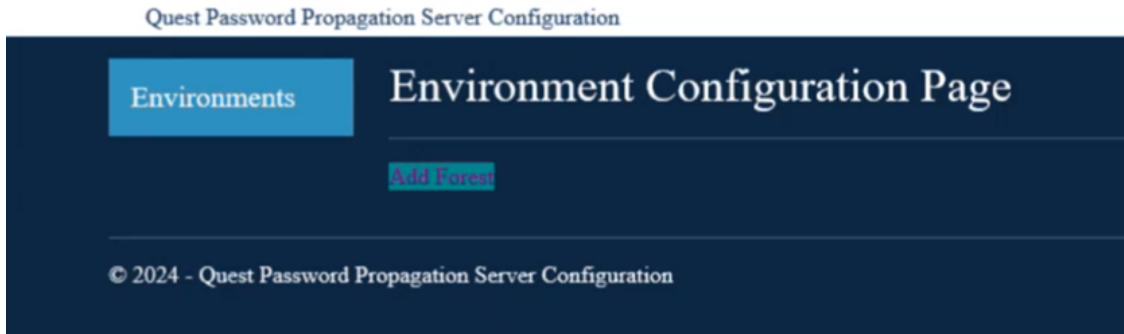 Quest Password Propagation Server Configuration
Environments
Environment Configuration Page
Add Forest
© 2024 - Quest Password Propagation Server Configuration